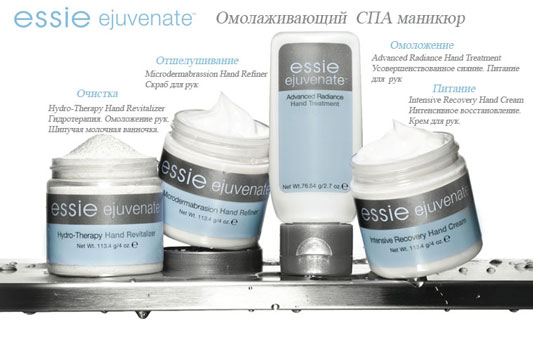 essie ejuvenate™ Омолаживающий СПА маникюр
Очистка
Hydro-Therapy Hand Revitalizer
Гидротерапия. Омоложение рук.
Шипучая молочная ванночка.
Отшелушивание
Microdermabrassion Hand Refiner
Скраб для рук
Омоложение
Advanced Radiance Hand Treatment
Усовершенствованное сияние. Питание
для рук
Питание
Intensive Recovery Hand Cream
Интенсивное восстановление.
Крем для рук.
essie ejuvenate™
Hydro-Therapy Hand Revitalizer
Net Wt. 113.4 g/4 oz. ℮
essie ejuvenate™
Microdermabrasion Hand Refiner
Net Wt. 113.4 g/4 oz. ℮
essie
ejuvenate™
Advanced Radiance
Hand Treatment
Net Wt. 76.54 g/2.7 oz. ℮
essie ejuvenate™
Intensive Recovery Hand Cream
Net Wt. 113.4 g/4 oz. ℮